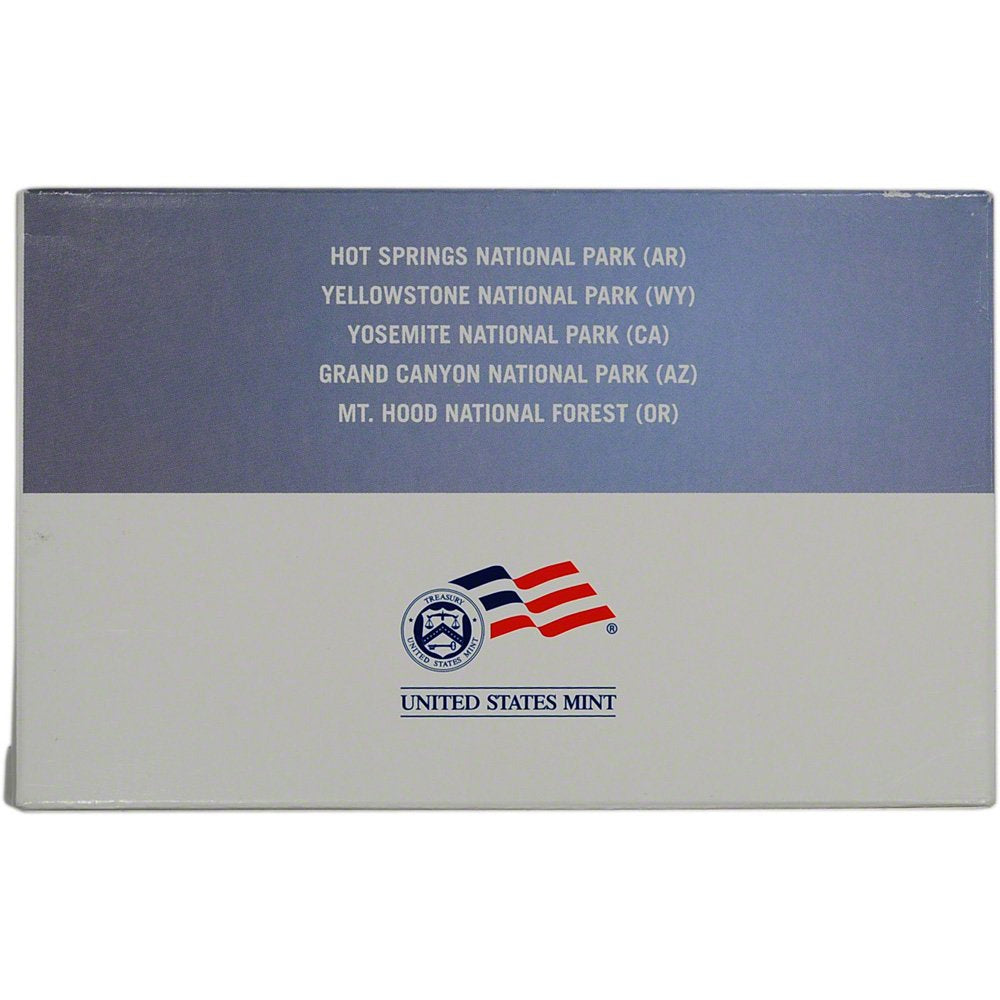 HOT SPRINGS NATIONAL PARK (AR)
YELLOWSTONE NATIONAL PARK (WY)
YOSEMITE NATIONAL PARK (CA)
GRAND CANYON NATIONAL PARK (AZ)
MT. HOOD NATIONAL FOREST (OR)
TREASURY
UNITED STATES MINT
®
UNITED STATES MINT